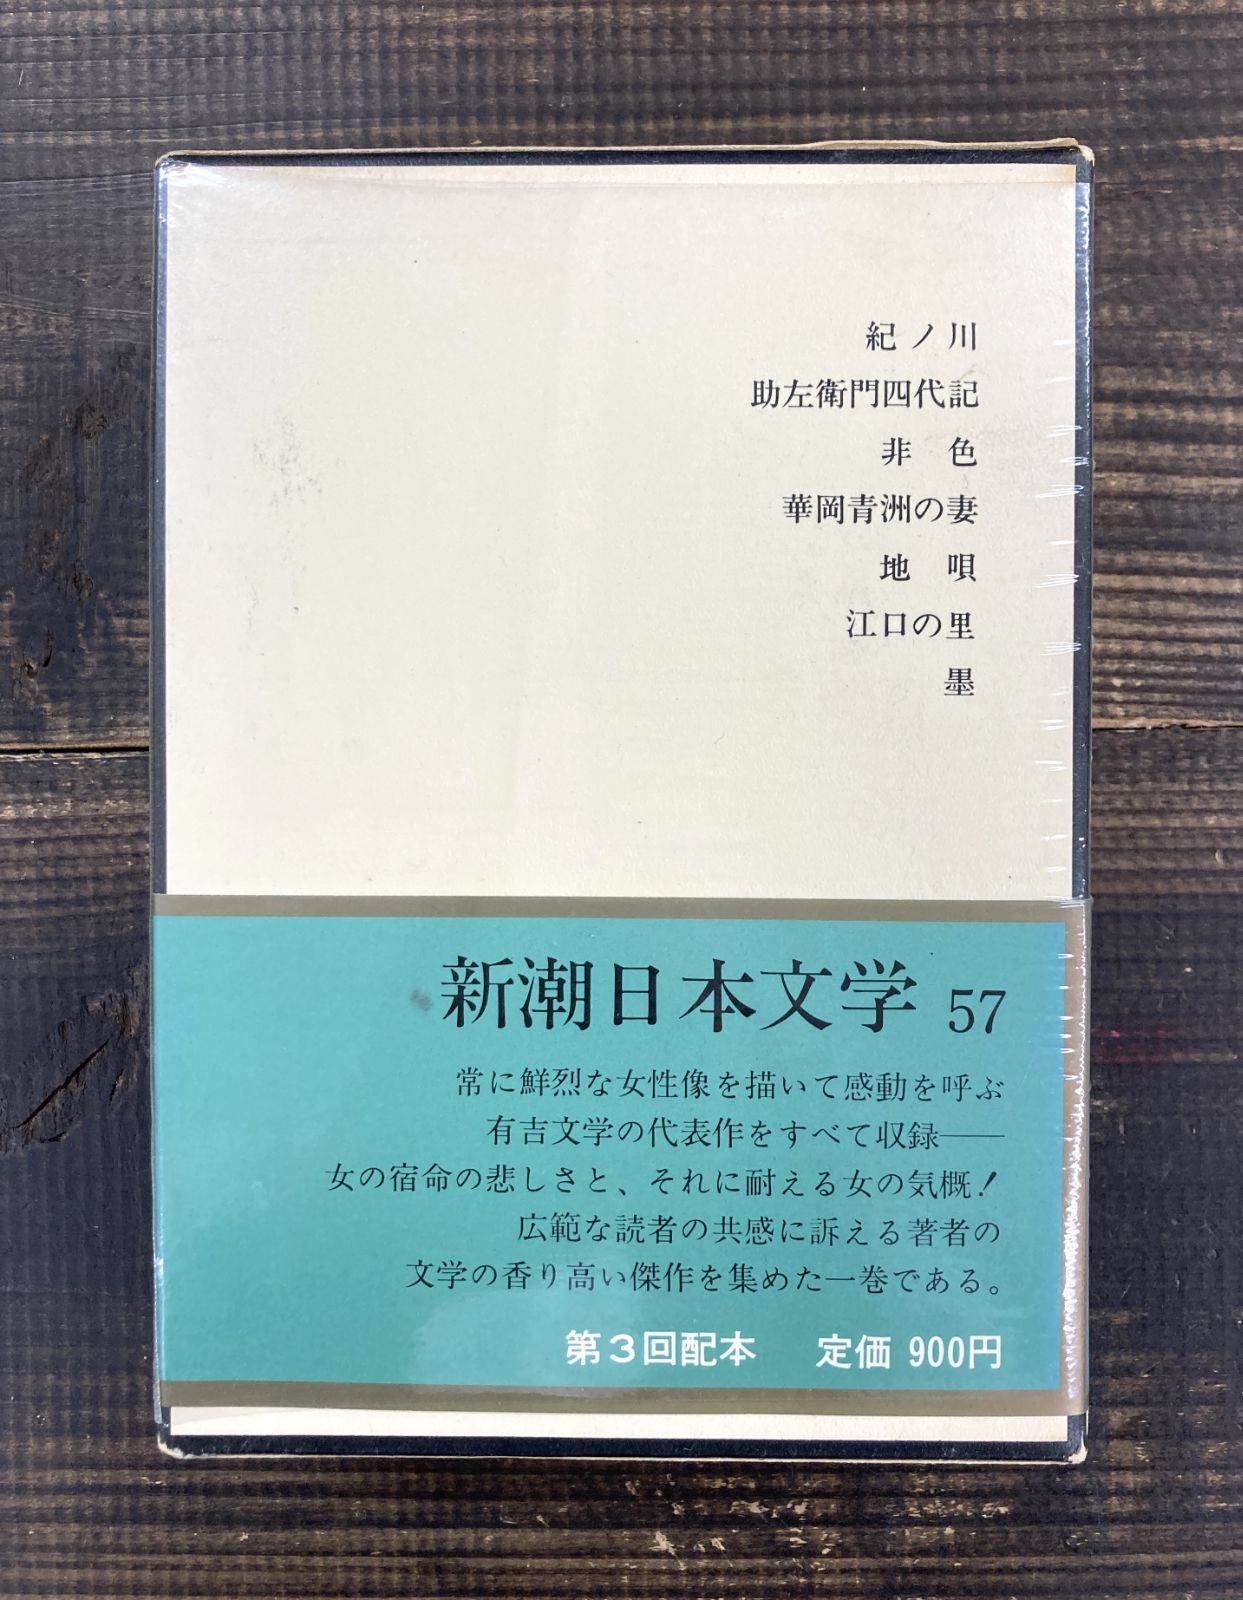 紀ノ川
助左衛門四代記
非色
華岡青洲の妻
地唄
江口の里
墨
新潮日本文学 57
常に鮮烈な女性像を描いて感動を呼ぶ
有吉文学の代表作をすべて収録――
女の宿命の悲しさと、それに耐える女の気概！
広範な読者の共感に訴える著者の
文学の香り高い傑作を集めた一巻である。
第3回配本 定価 900円